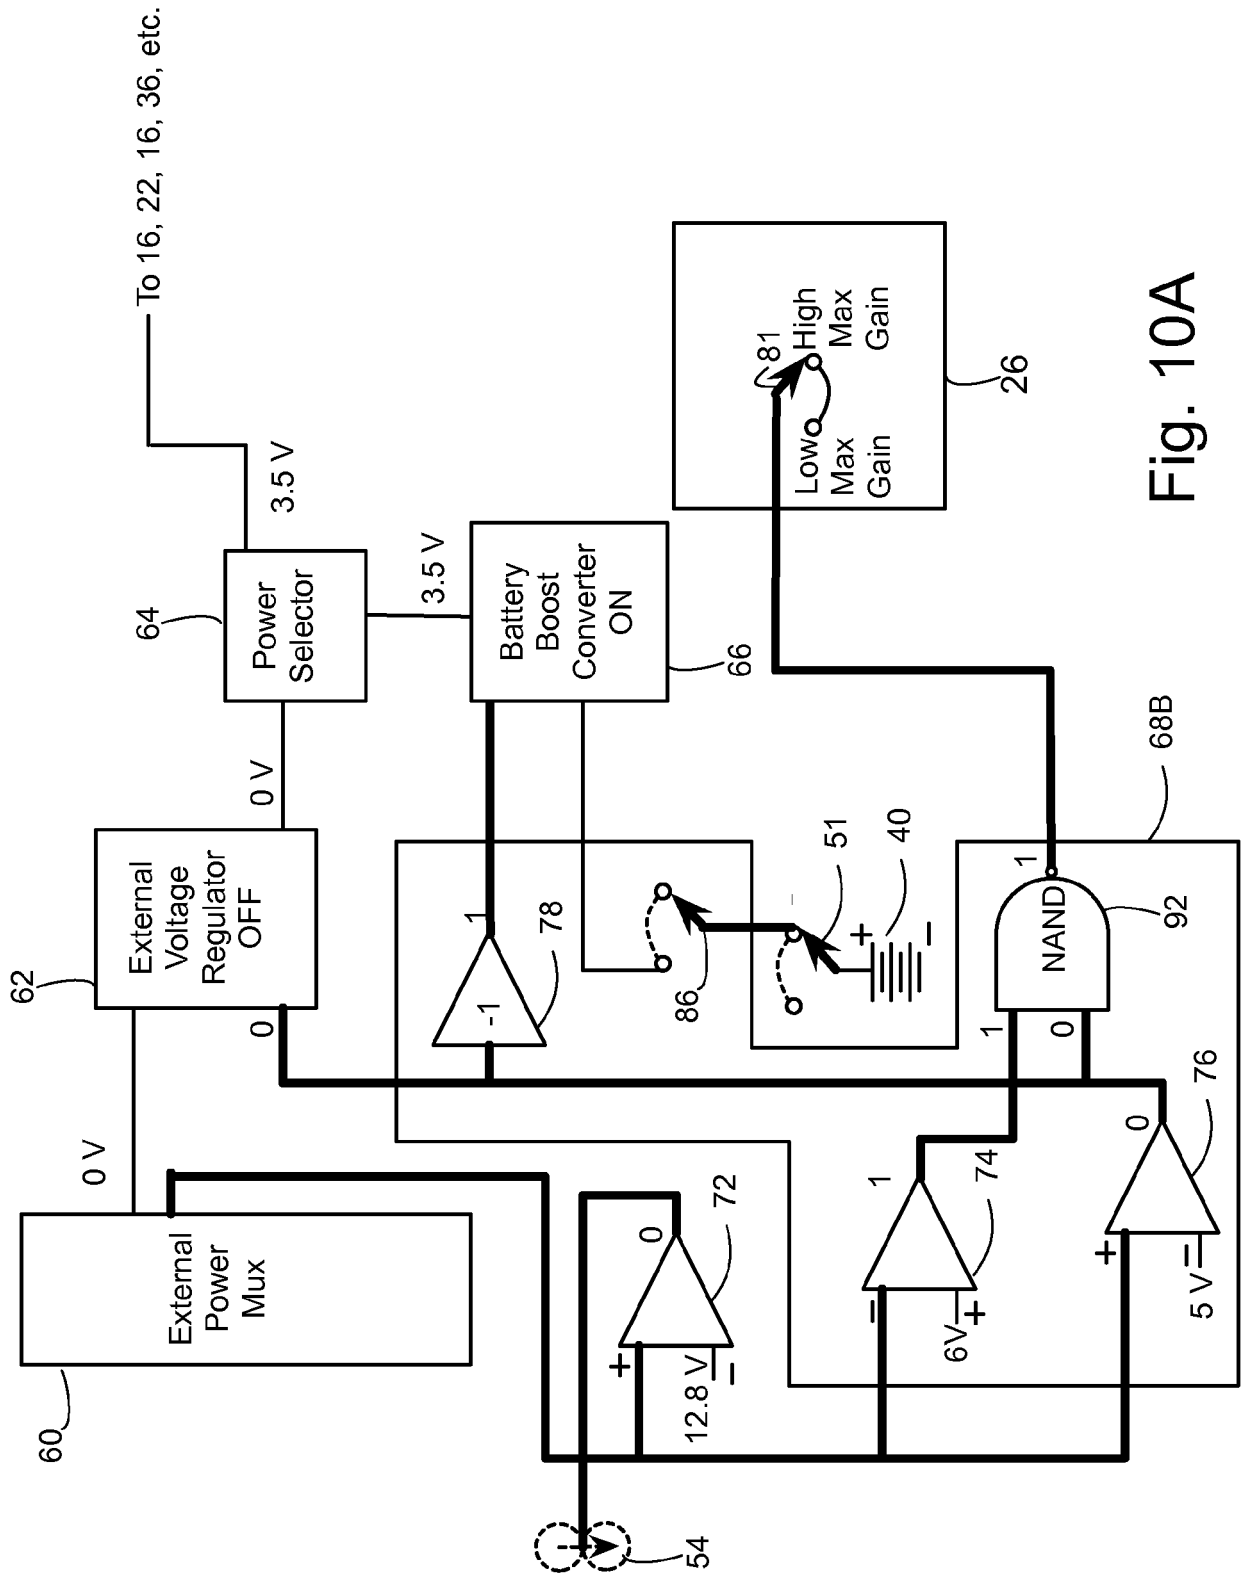 60
External
Power
Mux
0 V
62
External
Voltage
Regulator
OFF
0
0 V
64
Power
Selector
3.5 V
To 16, 22, 16, 36, etc.
3.5 V
Battery
Boost
Converter
ON
66
-1
1
78
86
51
+
40
−
54
+
12.8 V
−
0
72
−
6V
+
1
74
+
5 V
−
0
76
1
0
NAND
1
92
68B
81
Low
Max
Gain
High
Max
Gain
26
Fig. 10A